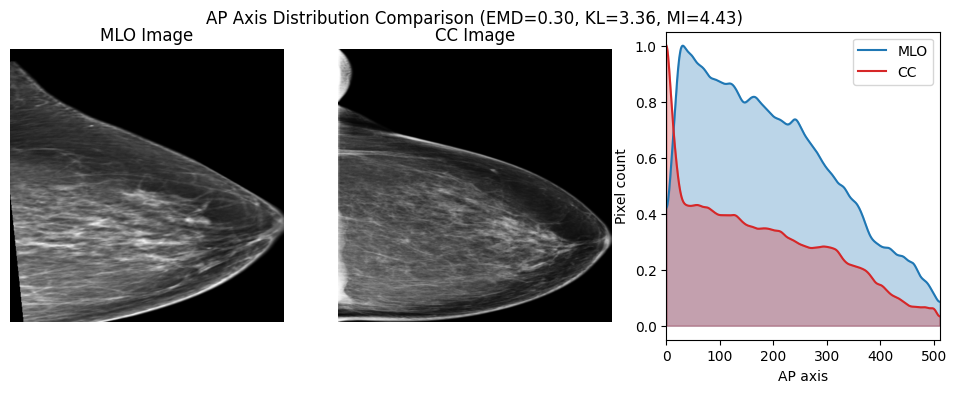 AP Axis Distribution Comparison (EMD=0.30, KL=3.36, MI=4.43)
MLO Image
CC Image
MLO
CC
Pixel count
1.0
0.8
0.6
0.4
0.2
0.0
0 100 200 300 400 500
AP axis